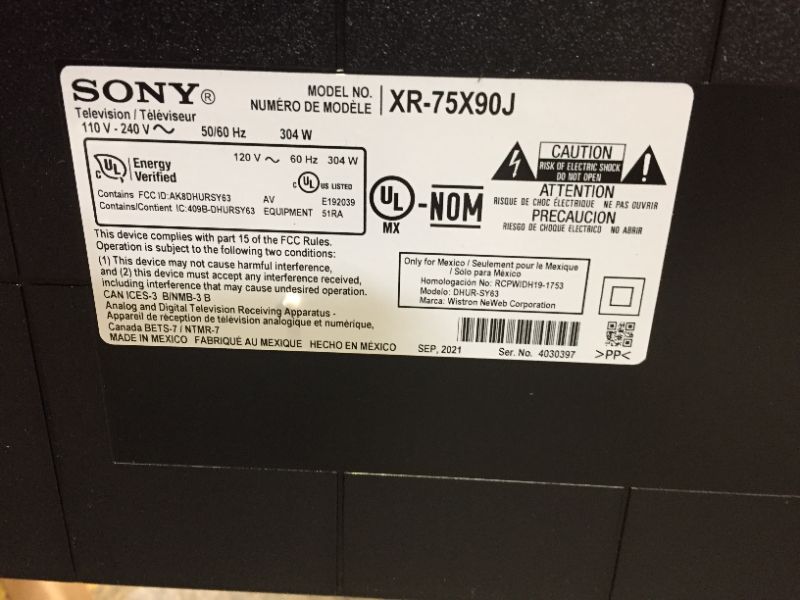 SONY®
MODEL NO.
NUMÉRO DE MODÈLE
XR-75X90J
Television / Téléviseur
110 V - 240 V 50/60 Hz 304 W
UL
C
Energy
Verified
120 V 60 Hz 304 W
C UL US LISTED
Contains FCC ID:AK8DHURSY63
AV
E192039
Contains/Contient IC:409B-DHURSY63
EQUIPMENT
51RA
UL
MX
-NOM
CAUTION
RISK OF ELECTRIC SHOCK
DO NOT OPEN
ATTENTION
RISQUE DE CHOC ÉLECTRIQUE NE PAS OUVRIR
PRECAUCION
RIESGO DE CHOQUE ELECTRICO NO ABRIR
This device complies with part 15 of the FCC Rules.
Operation is subject to the following two conditions:
(1) This device may not cause harmful interference,
and (2) this device must accept any interference received,
including interference that may cause undesired operation.
CAN ICES-3 B/NMB-3 B
Analog and Digital Television Receiving Apparatus -
Appareil de réception de télévision analogique et numérique,
Canada BETS-7 / NTMR-7
MADE IN MEXICO FABRIQUÉ AU MEXIQUE HECHO EN MÉXICO
Only for Mexico / Seulement pour le Mexique
/ Sólo para México
Homologación No: RCPWIDH19-1753
Modelo: DHUR-SY63
Marca: Wistron NeWeb Corporation
SEP, 2021
Ser. No. 4030397
>PP<